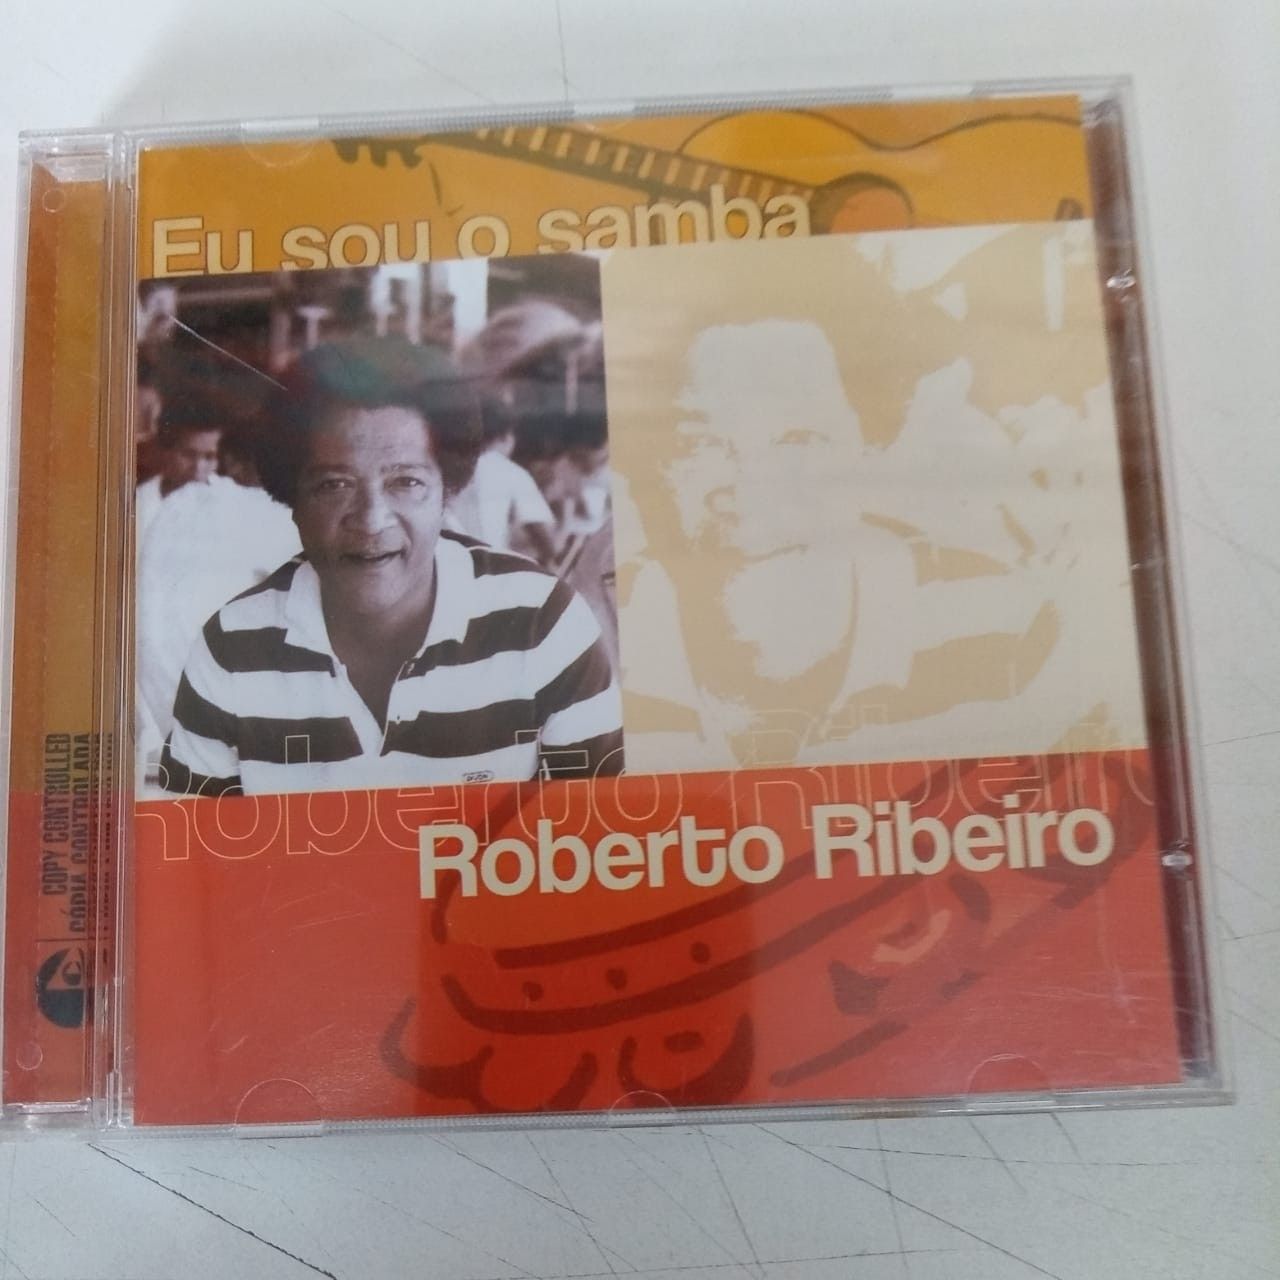 Eu sou o samba
Roberto Ribeiro
Roberto Ribeiro
COPY CONTROLLED
CÓPIA CONTROLADA